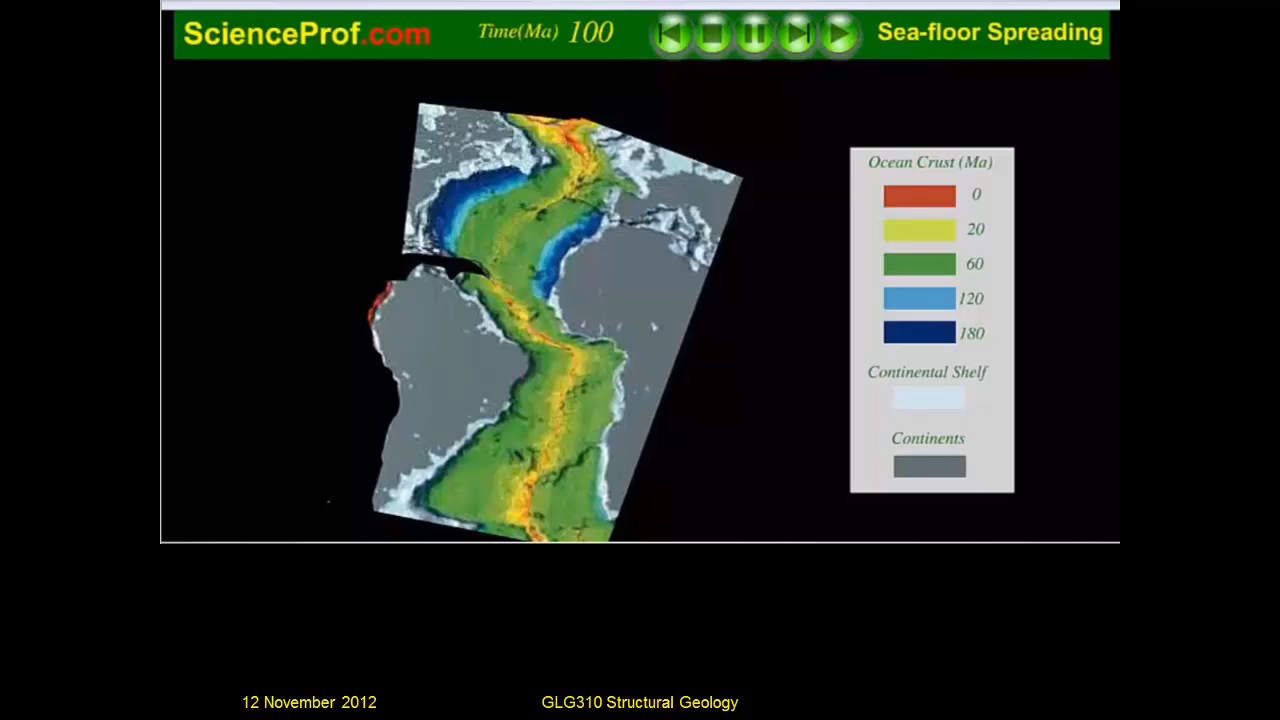 ScienceProf.com
Time(Ma) 100
Sea-floor Spreading
Ocean Crust (Ma)
0
20
60
120
180
Continental Shelf
Continents
12 November 2012
GLG310 Structural Geology